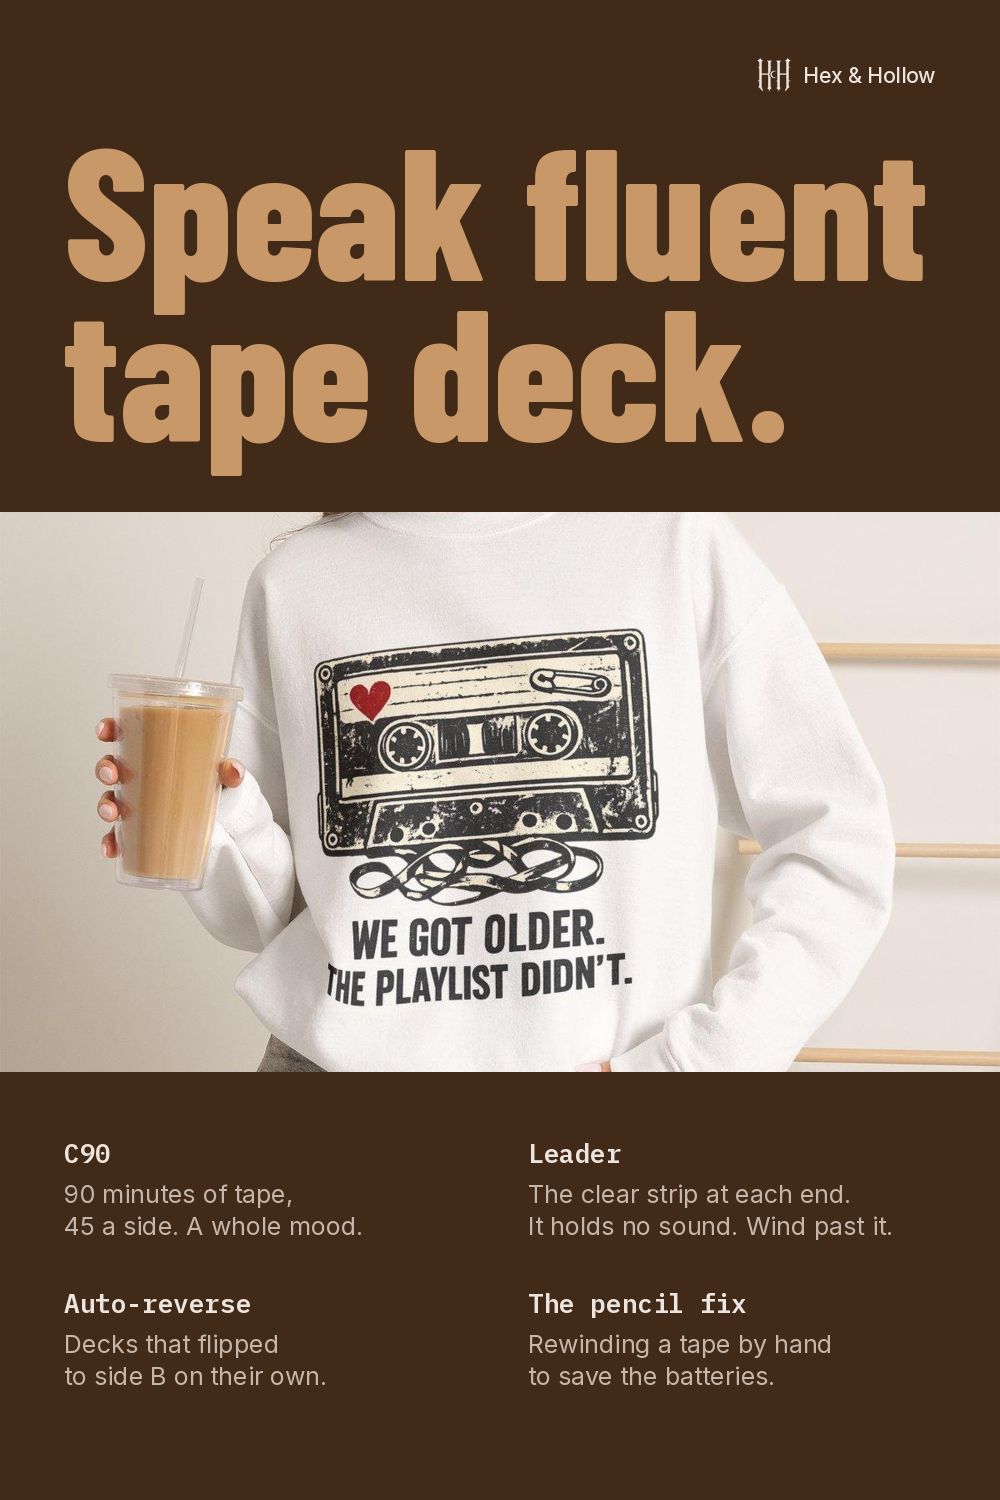 Hex & Hollow
Speak fluent
tape deck.
WE GOT OLDER.
THE PLAYLIST DIDN'T.
C90
90 minutes of tape,
45 a side. A whole mood.
Leader
The clear strip at each end.
It holds no sound. Wind past it.
Auto-reverse
Decks that flipped
to side B on their own.
The pencil fix
Rewinding a tape by hand
to save the batteries.